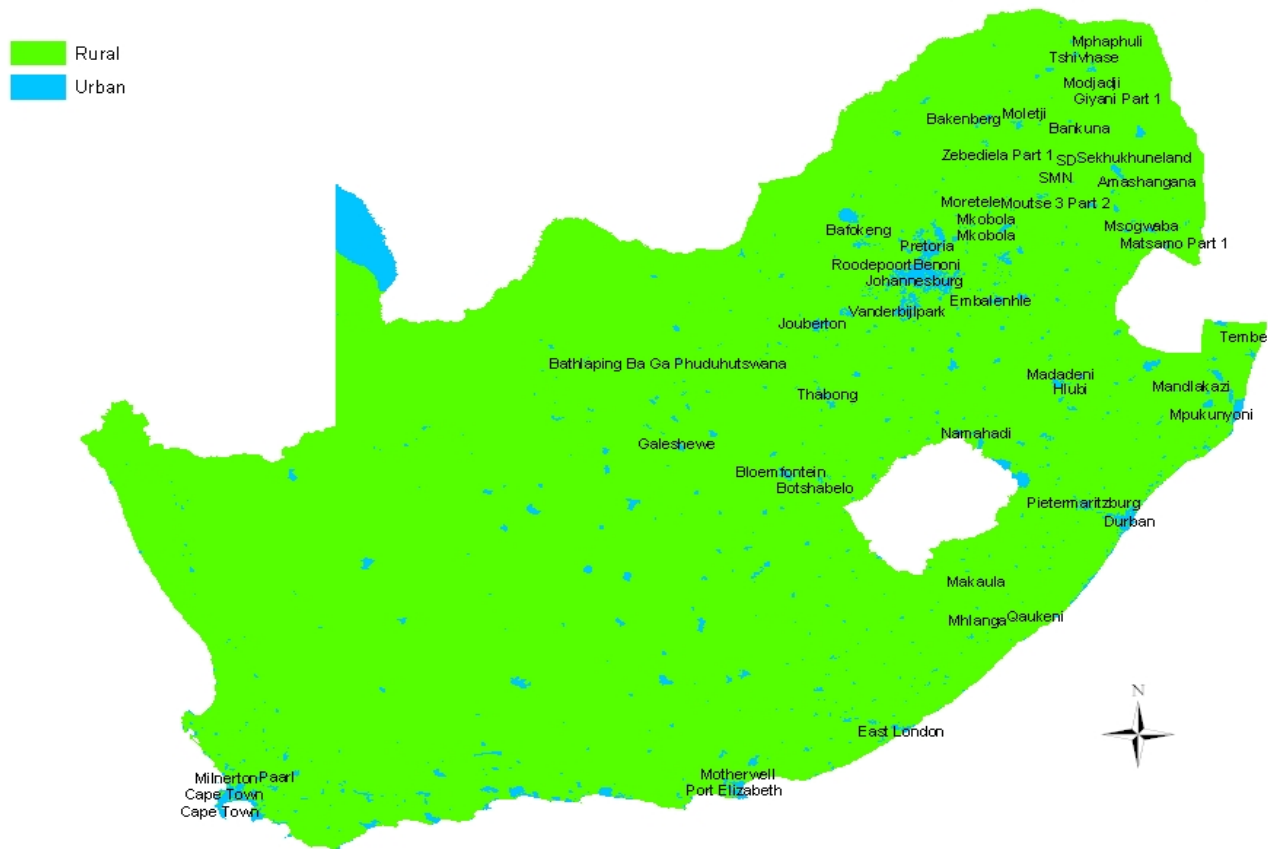 Rural
Urban
Mphaphuli
Tshivhase
Modjadji
Giyani Part 1
Bakenberg
Moletji
Bankuna
Zebediela Part 1
SD
Sekhukhuneland
SMN
Amashangana
Moretele
Moutse 3 Part 2
Mkobola
Bafokeng
Mkobola
Msogwaba
Pretoria
Matsamo Part 1
Roodepoort
Benoni
Johannesburg
Embalenhle
Vanderbijlpark
Jouberton
Tembe
Bathlaping Ba Ga Phuduhutswana
Madadeni
Hlubi
Mandlakazi
Thabong
Mpukunyoni
Galeshewe
Namahadi
Bloemfontein
Botshabelo
Pietermaritzburg
Durban
Makaula
Mhlanga
Qaukeni
N
East London
Milnerton
Paarl
Motherwell
Cape Town
Port Elizabeth
Cape Town